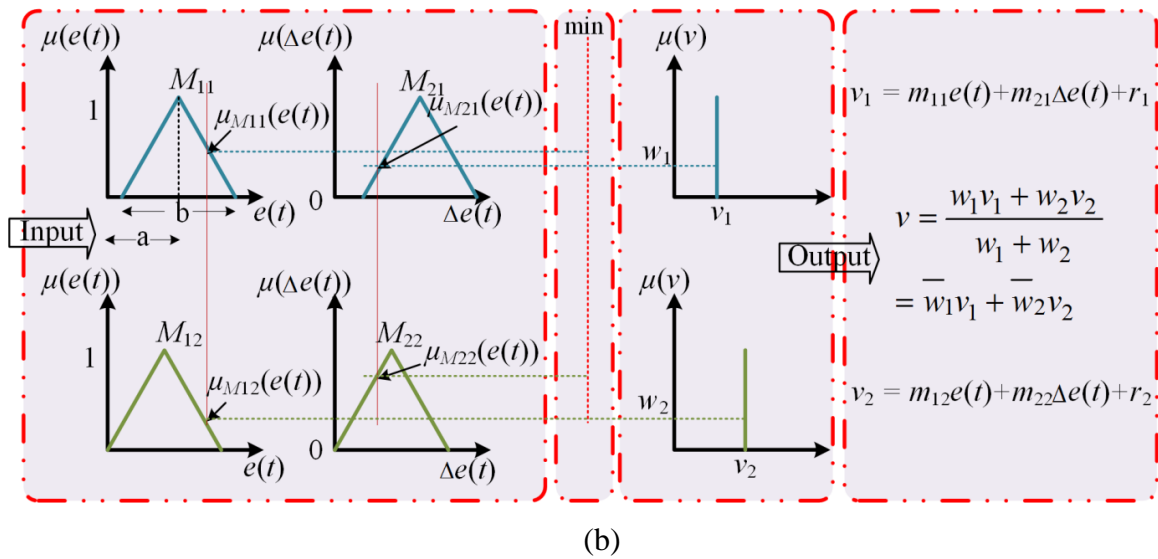 μ(e(t))
M11
1
μM11(e(t))
b
a
e(t)
μ(Δe(t))
M21
μM21(e(t))
0
Δe(t)
min
μ(v)
w1
v1
v1 = m11e(t)+m21Δe(t)+r1
Input
Output
v = w1v1 + w2v2 / w1 + w2
= w̅1v1 + w̅2v2
μ(e(t))
M12
1
μM12(e(t))
e(t)
μ(Δe(t))
M22
μM22(e(t))
0
Δe(t)
μ(v)
w2
v2
v2 = m12e(t)+m22Δe(t)+r2
(b)